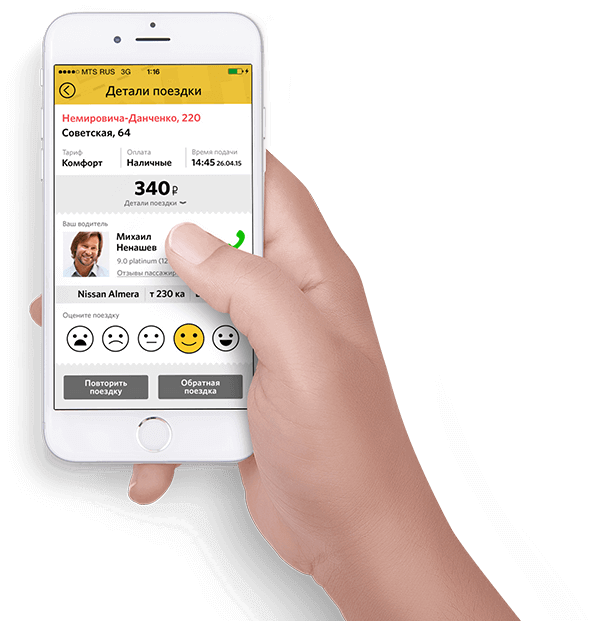 MTS RUS 3G 1:16
Детали поездки
Немировича-Данченко, 220
Советская, 64
Тариф Оплата Время подачи
Комфорт Наличные 14:45 26.04.15
340 ₽
Детали поездки
Ваш водитель
Михаил
Ненашев
9.0 platinum (12
Отзывы пассажир
Nissan Almera т 230 ка
Оцените поездку
Повторить Обратная
поездку поездка